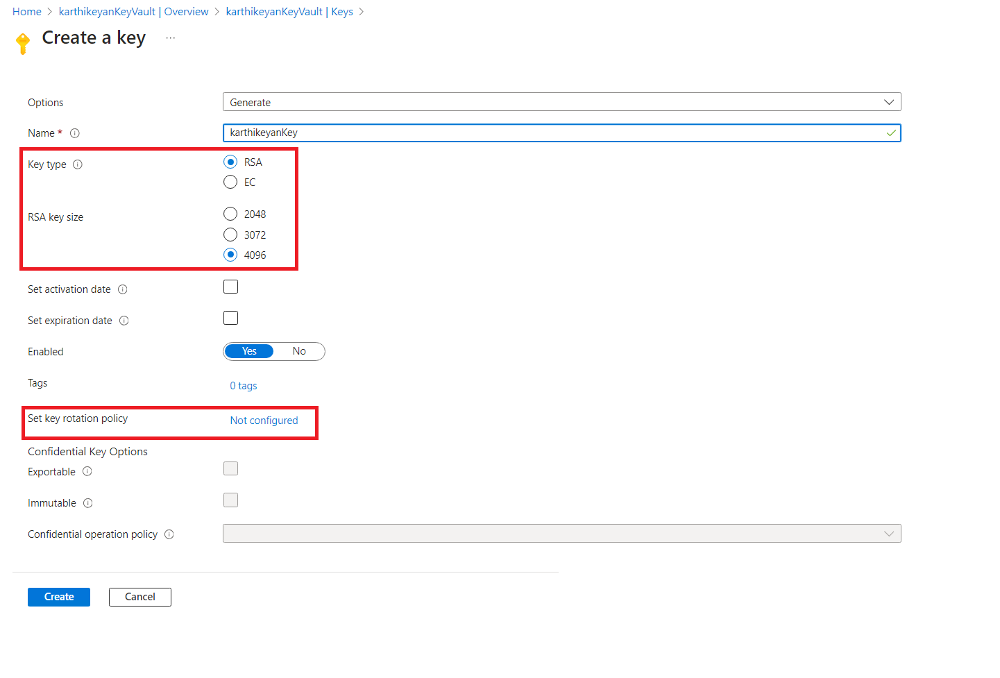 Home > karthikeyanKeyVault | Overview > karthikeyanKeyVault | Keys >
Create a key ...
Options Generate
Name * karthikeyanKey
Key type RSA
EC
RSA key size 2048
3072
4096
Set activation date
Set expiration date
Enabled Yes No
Tags 0 tags
Set key rotation policy Not configured
Confidential Key Options
Exportable
Immutable
Confidential operation policy
Create Cancel